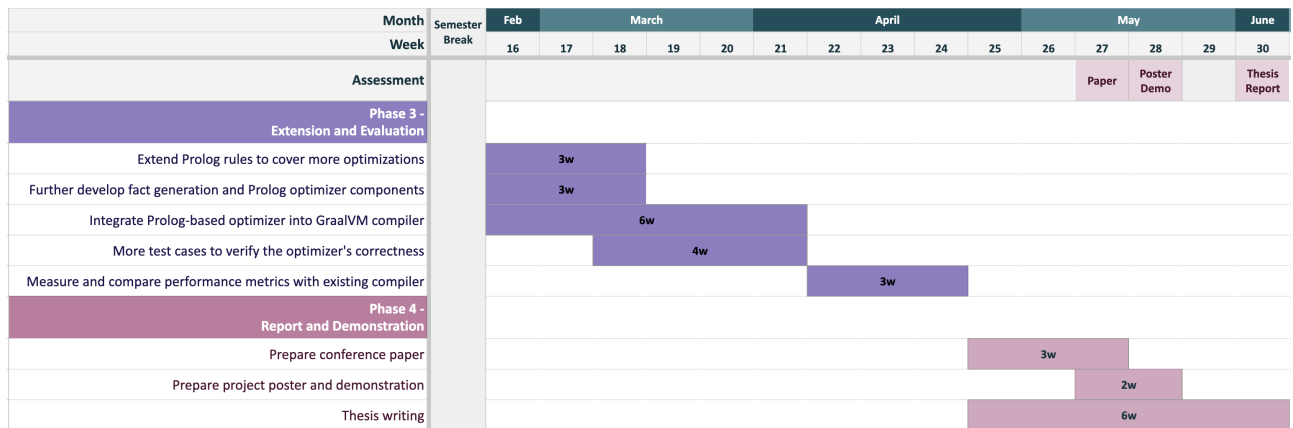 Month Semester Break Feb March April May June
Week 16 17 18 19 20 21 22 23 24 25 26 27 28 29 30
Assessment Paper Poster Demo Thesis Report
Phase 3 -
Extension and Evaluation
Extend Prolog rules to cover more optimizations 3w
Further develop fact generation and Prolog optimizer components 3w
Integrate Prolog-based optimizer into GraalVM compiler 6w
More test cases to verify the optimizer's correctness 4w
Measure and compare performance metrics with existing compiler 3w
Phase 4 -
Report and Demonstration
Prepare conference paper 3w
Prepare project poster and demonstration 2w
Thesis writing 6w